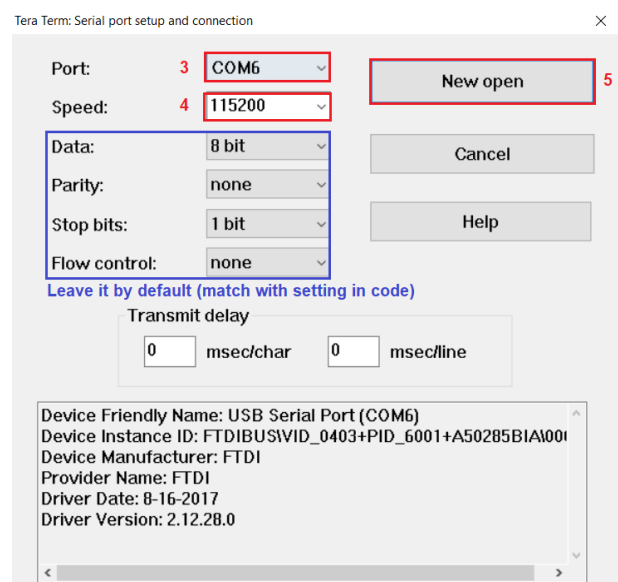 Tera Term: Serial port setup and connection
Port: 3 COM6 New open 5
Speed: 4 115200
Data: 8 bit Cancel
Parity: none
Stop bits: 1 bit Help
Flow control: none
Leave it by default (match with setting in code)
Transmit delay
0 msec/char 0 msec/line
Device Friendly Name: USB Serial Port (COM6)
Device Instance ID: FTDIBUS\VID_0403+PID_6001+A50285BIA\00
Device Manufacturer: FTDI
Provider Name: FTDI
Driver Date: 8-16-2017
Driver Version: 2.12.28.0